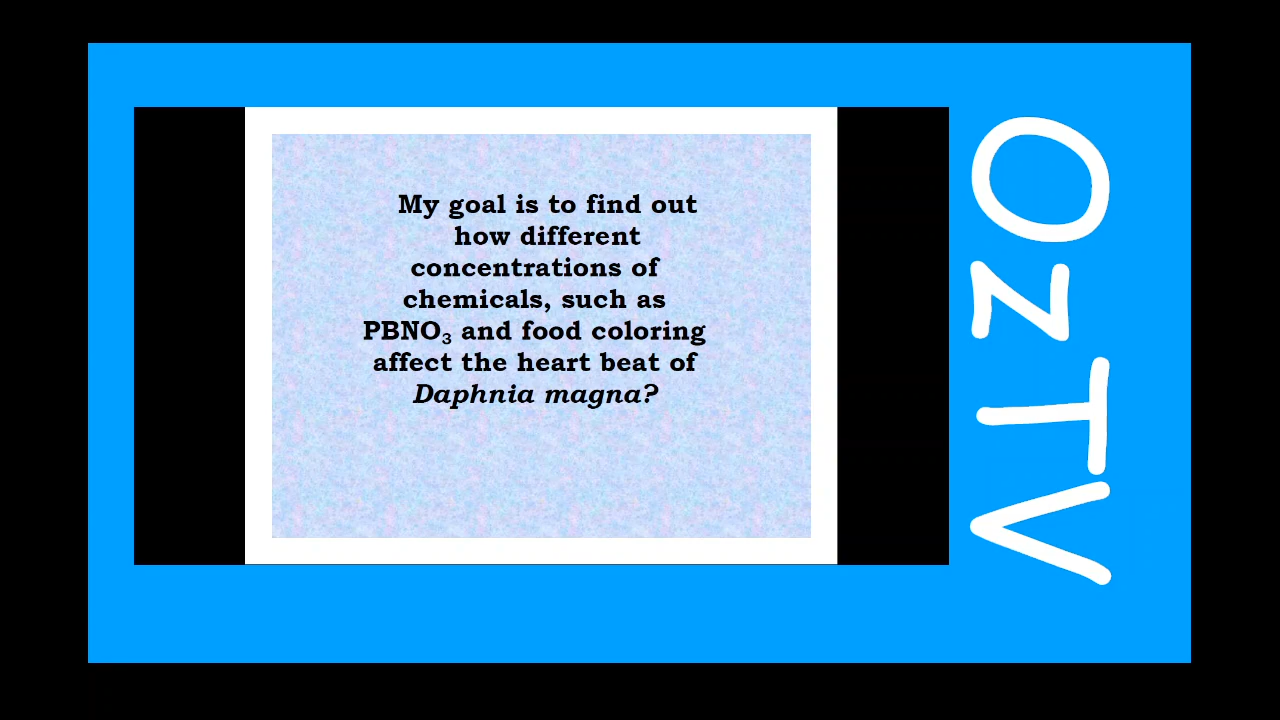 My goal is to find out
how different
concentrations of
chemicals, such as
PBNO₃ and food coloring
affect the heart beat of
Daphnia magna?
OzTV